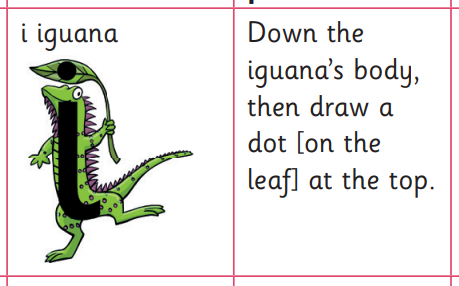 i iguana
Down the
iguana's body,
then draw a
dot [on the
leaf] at the top.